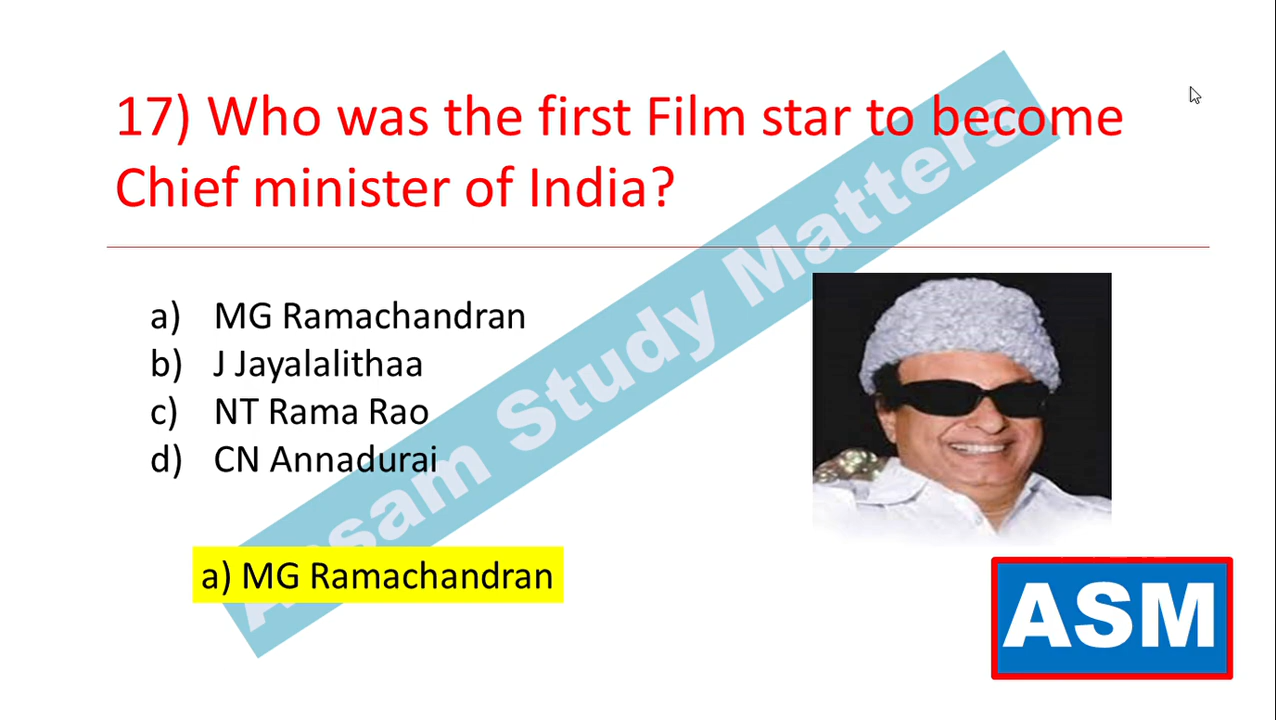 17) Who was the first Film star to become
Chief minister of India?
a) MG Ramachandran
b) J Jayalalithaa
c) NT Rama Rao
d) CN Annadurai
a) MG Ramachandran
Assam Study Matters
ASM